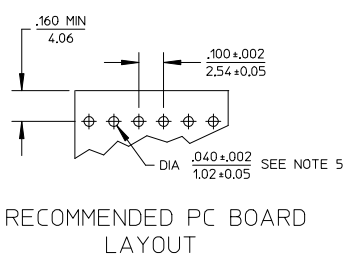 .160 MIN
4.06
.100±.002
2.54±0.05
DIA .040±.002 SEE NOTE 5
1.02±0.05
RECOMMENDED PC BOARD
LAYOUT